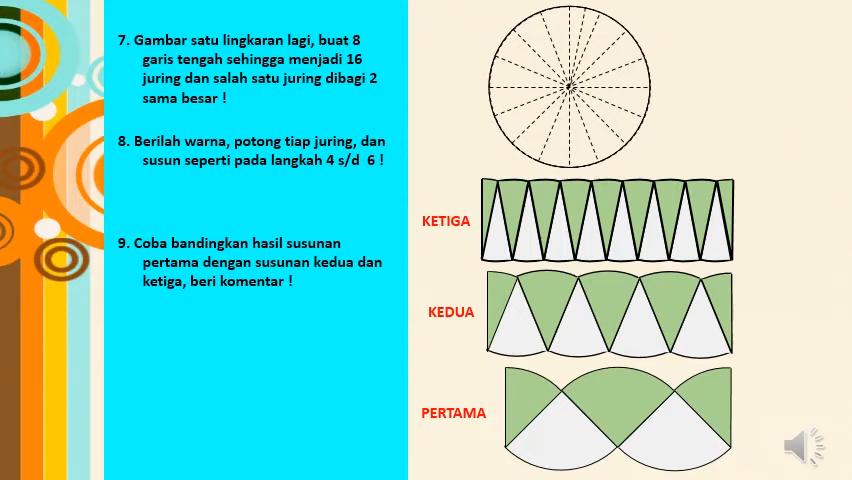 7. Gambar satu lingkaran lagi, buat 8
garis tengah sehingga menjadi 16
juring dan salah satu juring dibagi 2
sama besar !
8. Berilah warna, potong tiap juring, dan
susun seperti pada langkah 4 s/d 6 !
9. Coba bandingkan hasil susunan
pertama dengan susunan kedua dan
ketiga, beri komentar !
KETIGA
KEDUA
PERTAMA